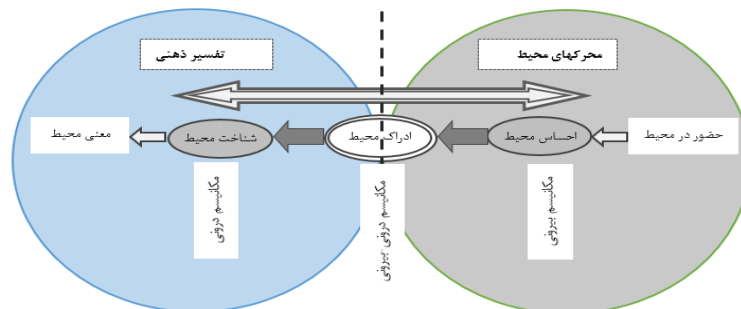 محرکهای محیط
تفسیر ذهنی
حضور در محیط
احساس محیط
ادراک محیط
شناخت محیط
معنی محیط
مکانیسم بیرونی
مکانیسم درونی-بیرونی
مکانیسم درونی